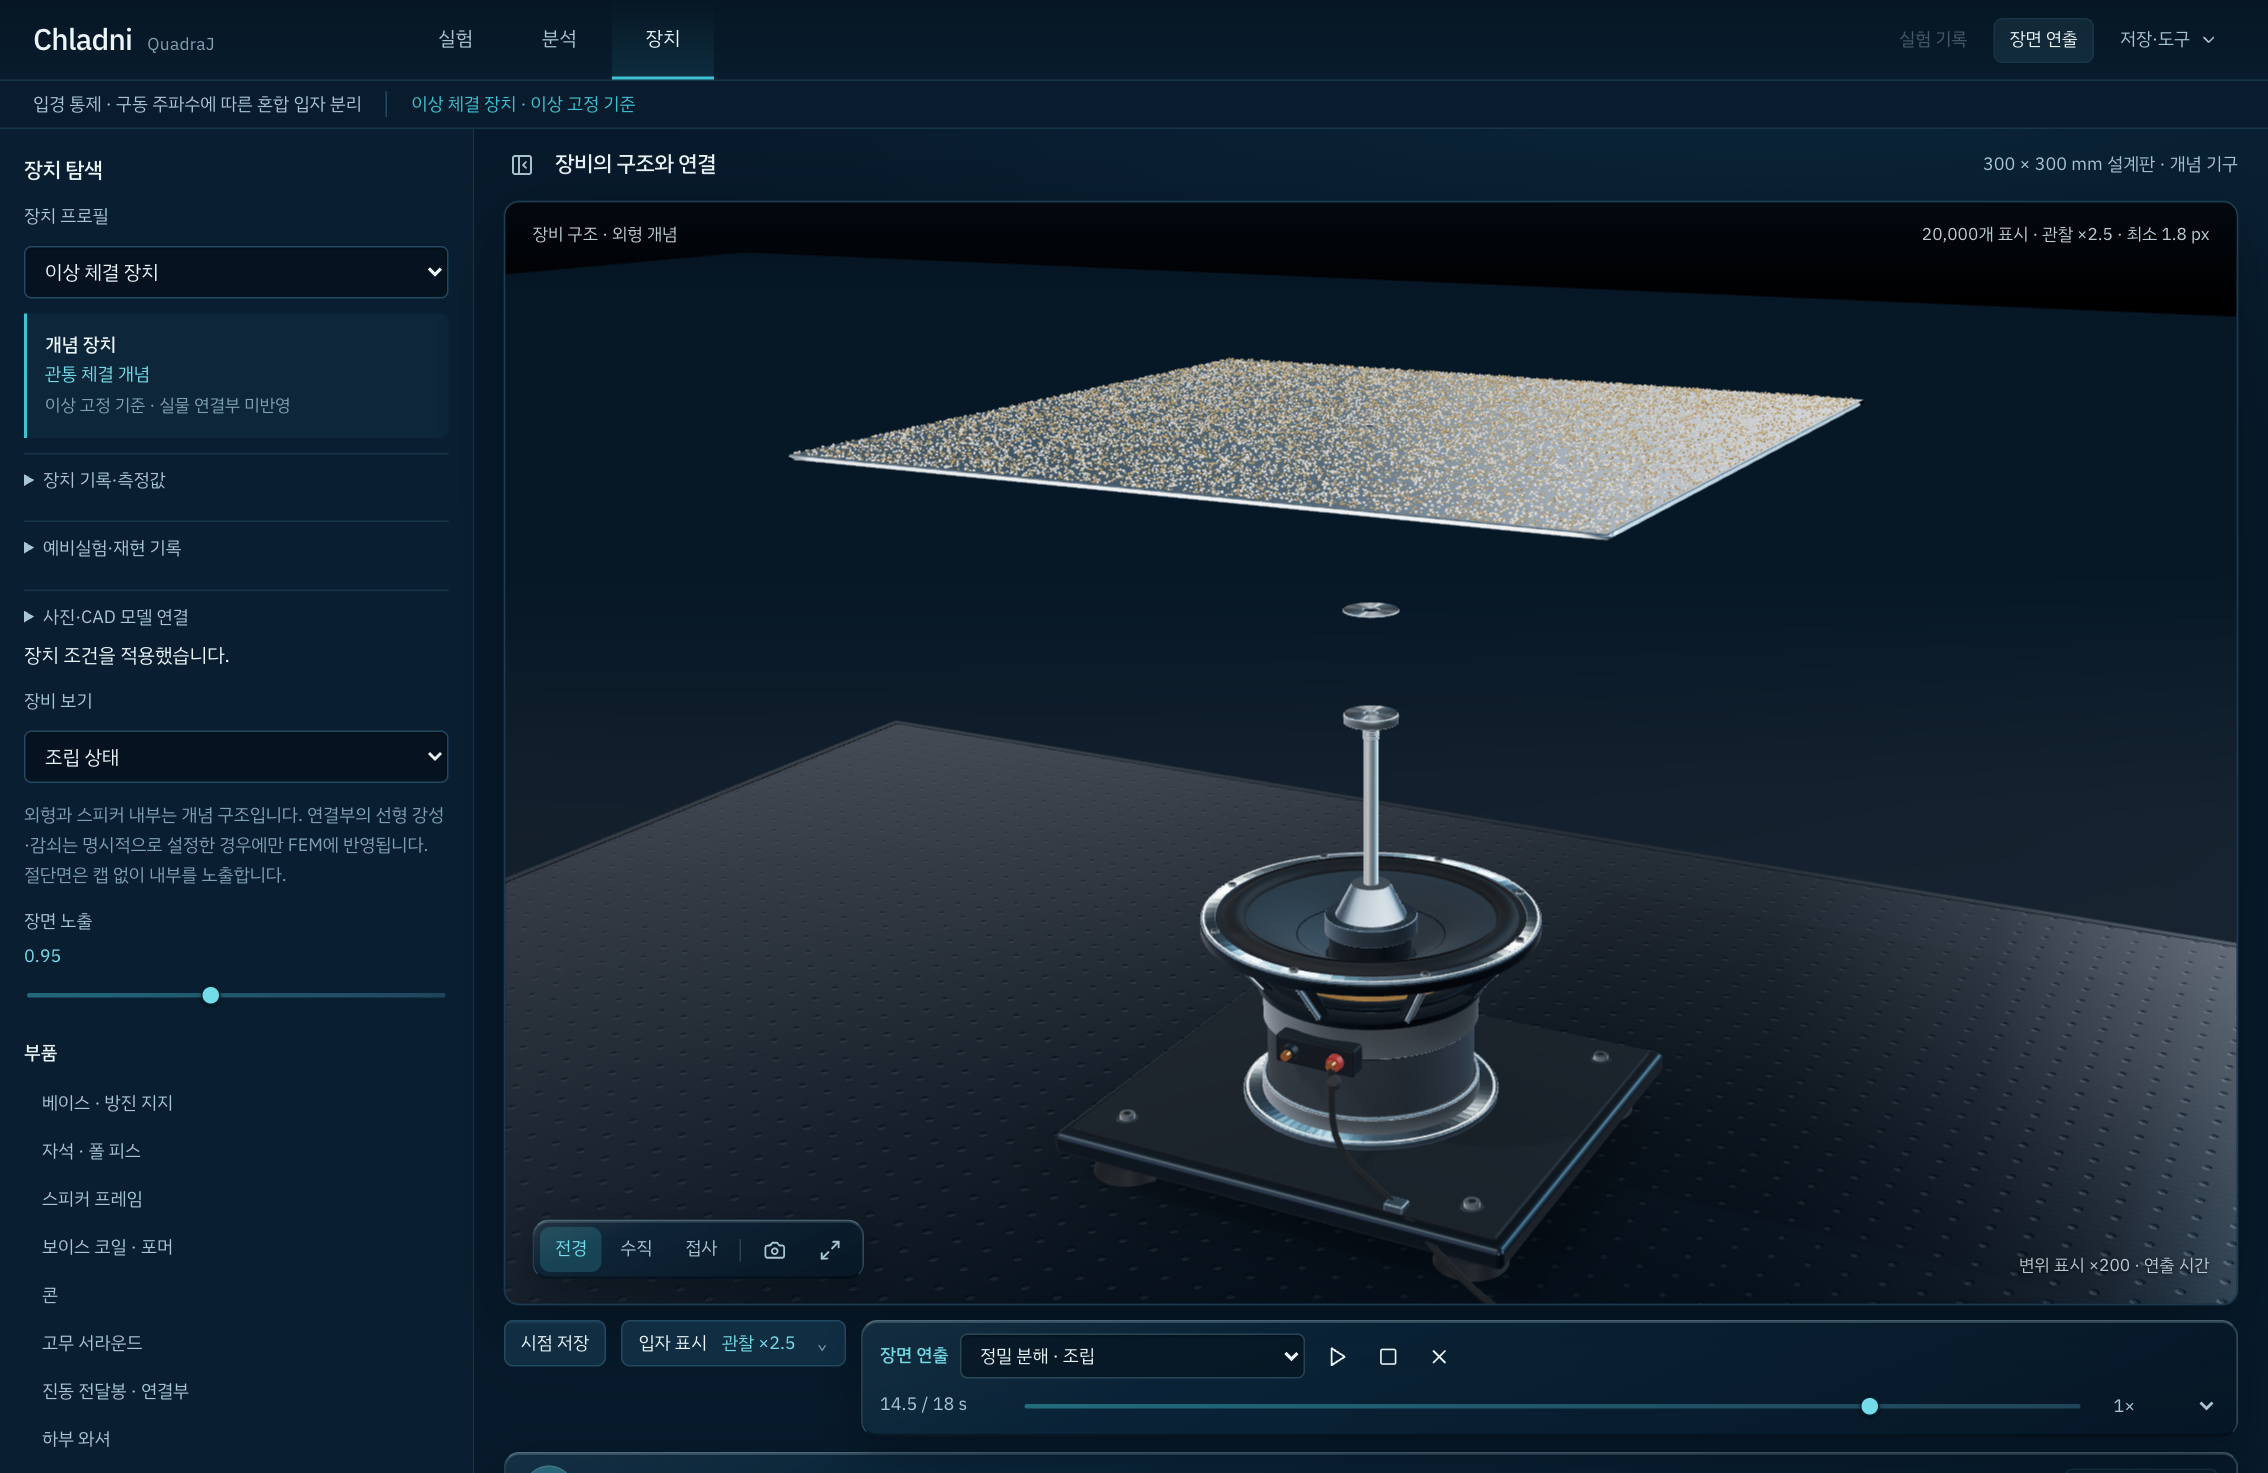 Chladni QuadraJ
실험
분석
장치
실험 기록
장면 연출
저장·도구
입경 통제 · 구동 주파수에 따른 혼합 입자 분리
이상 체결 장치 · 이상 고정 기준
장치 탐색
장치 프로필
이상 체결 장치
개념 장치
관통 체결 개념
이상 고정 기준 · 실물 연결부 미반영
장치 기록·측정값
예비실험·재현 기록
사진·CAD 모델 연결
장치 조건을 적용했습니다.
장비 보기
조립 상태
외형과 스피커 내부는 개념 구조입니다. 연결부의 선형 강성
·감쇠는 명시적으로 설정한 경우에만 FEM에 반영됩니다.
절단면은 캡 없이 내부를 노출합니다.
장면 노출
0.95
부품
베이스 · 방진 지지
자석 · 폴 피스
스피커 프레임
보이스 코일 · 포머
콘
고무 서라운드
진동 전달봉 · 연결부
하부 와셔
장비의 구조와 연결
300 × 300 mm 설계판 · 개념 기구
장비 구조 · 외형 개념
20,000개 표시 · 관찰 ×2.5 · 최소 1.8 px
전경
수직
접사
변위 표시 ×200 · 연출 시간
시점 저장
입자 표시 관찰 ×2.5
장면 연출
정밀 분해 · 조립
14.5 / 18 s
1×